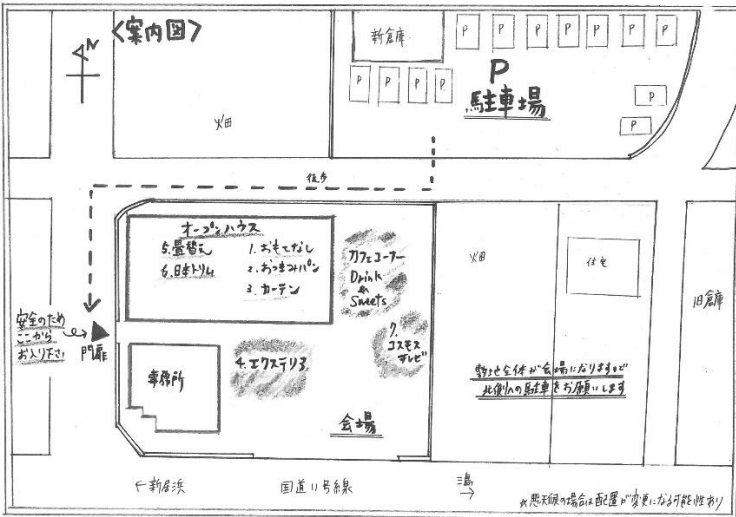 N
〈案内図〉
新倉庫
P P P P P P P
P P P P
P
駐車場
P
P
畑
徒歩
オープンハウス
5.畳替え
6.日本トリム
1.おもてなし
2.おつまみパン
3.カーテン
カフェコーナー
Drink
&
Sweets
7.
コスモス
テレビ
畑
住宅
旧倉庫
安全のため
ここから
お入り下さい
門扉
事務所
4.エクステリア
会場
敷地全体が会場になりますので
北側への駐車をお願いします
←新居浜
国道11号線
三島
→
※悪天候の場合は配置が変更になる可能性あり